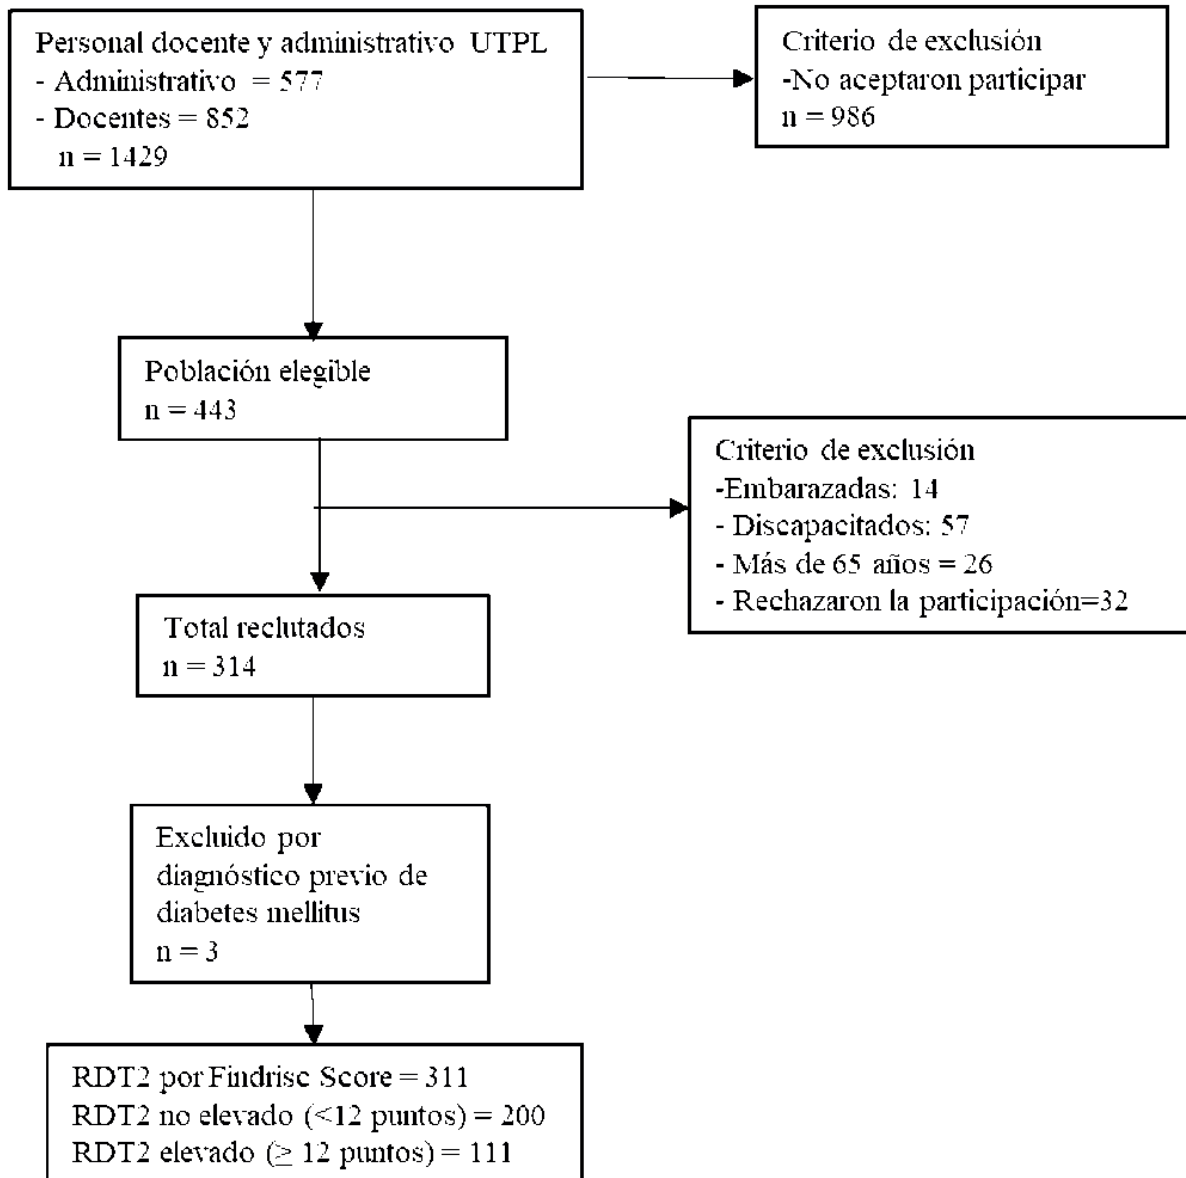 Personal docente y administrativo UTPL
- Administrativo = 577
- Docentes = 852
n = 1429
Criterio de exclusión
-No aceptaron participar
n = 986
Población elegible
n = 443
Criterio de exclusión
-Embarazadas: 14
- Discapacitados: 57
- Más de 65 años = 26
- Rechazaron la participación=32
Total reclutados
n = 314
Excluido por
diagnóstico previo de
diabetes mellitus
n = 3
RDT2 por Findrisc Score = 311
RDT2 no elevado (<12 puntos) = 200
RDT2 elevado (≥ 12 puntos) = 111